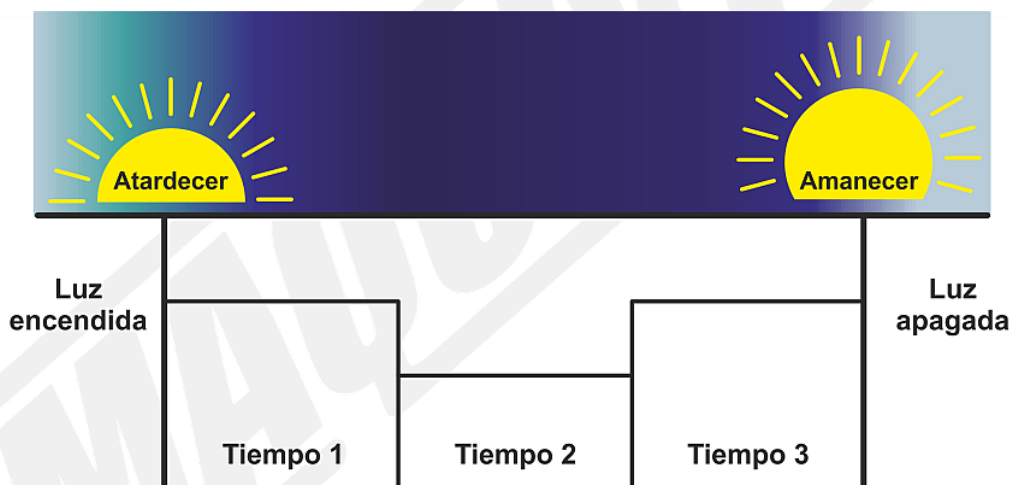 Atardecer
Amanecer
Luz
encendida
Luz
apagada
Tiempo 1
Tiempo 2
Tiempo 3